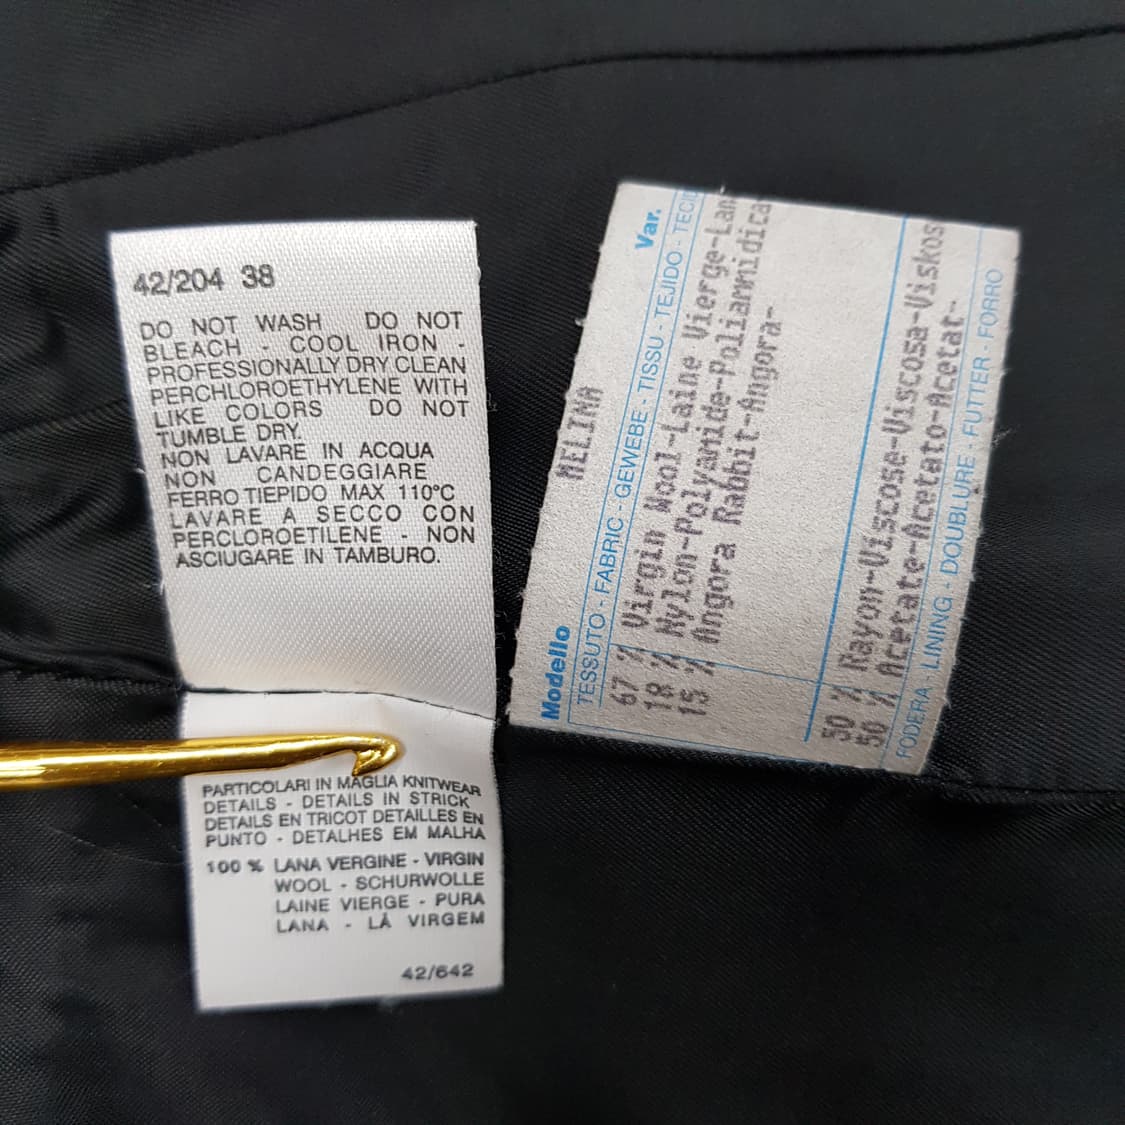 42/204 38
DO NOT WASH DO NOT
BLEACH - COOL IRON -
PROFESSIONALLY DRY CLEAN
PERCHLOROETHYLENE WITH
LIKE COLORS DO NOT
TUMBLE DRY.
NON LAVARE IN ACQUA
NON CANDEGGIARE
FERRO TIEPIDO MAX 110°C
LAVARE A SECCO CON
PERCLOROETILENE - NON
ASCIUGARE IN TAMBURO.
PARTICOLARI IN MAGLIA KNITWEAR
DETAILS - DETAILS IN STRICK
DETAILS EN TRICOT DETAILLES EN
PUNTO - DETALHES EM MALHA
100 % LANA VERGINE - VIRGIN
WOOL - SCHURWOLLE
LAINE VIERGE - PURA
LANA - LÂ VIRGEM
42/642
Modello MELINA Var.
TESSUTO - FABRIC - GEWEBE - TISSU - TEJIDO - TECID
67 % Virgin Wool-Laine Vierge-Lan
18 % Nylon-Polyamide-Poliammidica
15 % Angora Rabbit-Angora-
50 % Rayon-Viscose-Viscosa-Viskos
50 % Acetate-Acetato-Acetat-
FODERA - LINING - DOUBLURE - FUTTER - FORRO